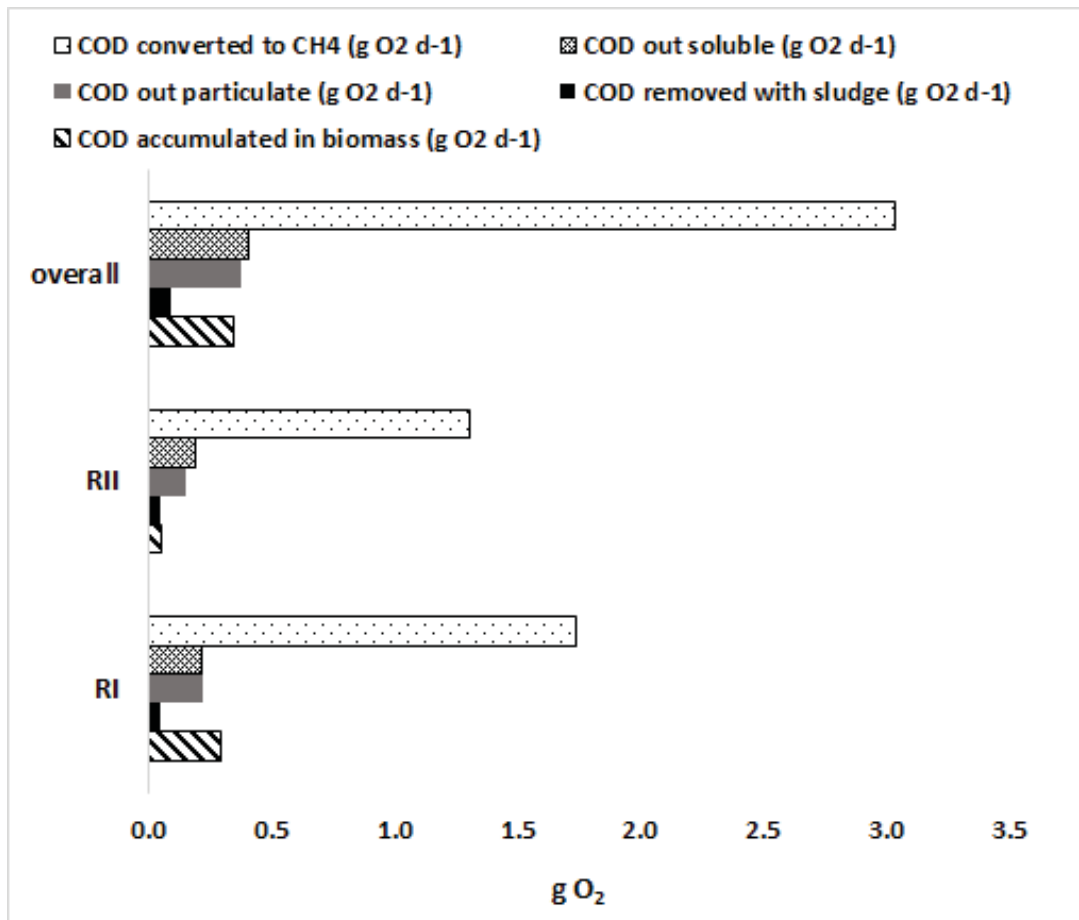 COD converted to CH4 (g O2 d-1) COD out soluble (g O2 d-1)
COD out particulate (g O2 d-1) COD removed with sludge (g O2 d-1)
COD accumulated in biomass (g O2 d-1)
overall
RII
RI
0.0 0.5 1.0 1.5 2.0 2.5 3.0 3.5
g O₂